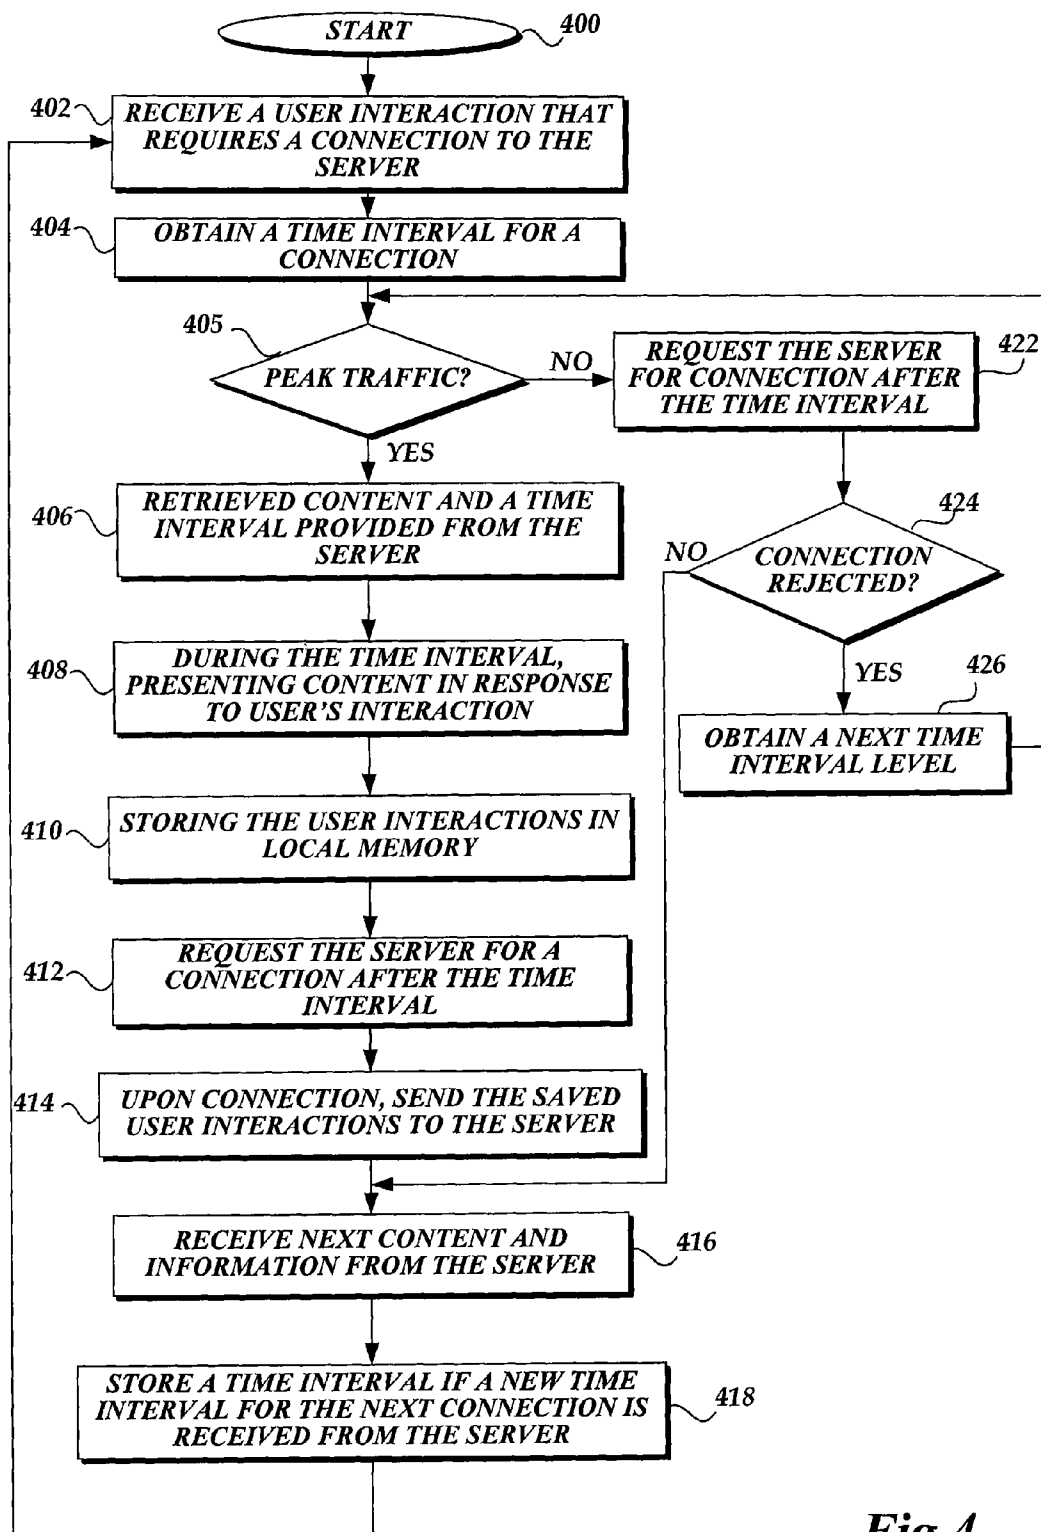 START
400
402
RECEIVE A USER INTERACTION THAT
REQUIRES A CONNECTION TO THE
SERVER
404
OBTAIN A TIME INTERVAL FOR A
CONNECTION
405
PEAK TRAFFIC?
NO
REQUEST THE SERVER
FOR CONNECTION AFTER
THE TIME INTERVAL
422
YES
406
RETRIEVED CONTENT AND A TIME
INTERVAL PROVIDED FROM THE
SERVER
424
NO
CONNECTION
REJECTED?
YES
408
DURING THE TIME INTERVAL,
PRESENTING CONTENT IN RESPONSE
TO USER'S INTERACTION
426
OBTAIN A NEXT TIME
INTERVAL LEVEL
410
STORING THE USER INTERACTIONS IN
LOCAL MEMORY
412
REQUEST THE SERVER FOR A
CONNECTION AFTER THE TIME
INTERVAL
414
UPON CONNECTION, SEND THE SAVED
USER INTERACTIONS TO THE SERVER
RECEIVE NEXT CONTENT AND
INFORMATION FROM THE SERVER
416
STORE A TIME INTERVAL IF A NEW TIME
INTERVAL FOR THE NEXT CONNECTION IS
RECEIVED FROM THE SERVER
418
Fig. 4